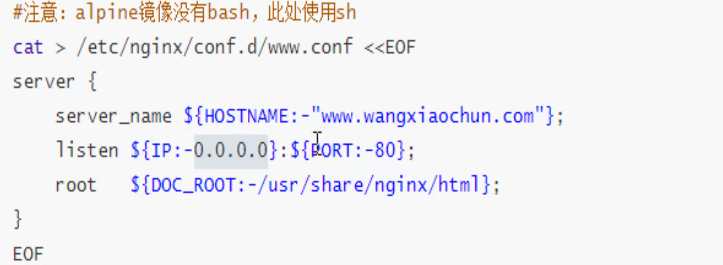 #注意：alpine镜像没有bash，此处使用sh
cat > /etc/nginx/conf.d/www.conf <<EOF
server {
    server_name ${HOSTNAME:-"www.wangxiaochun.com"};
    listen ${IP:-0.0.0.0}:${PORT:-80};
    root   ${DOC_ROOT:-/usr/share/nginx/html};
}
EOF